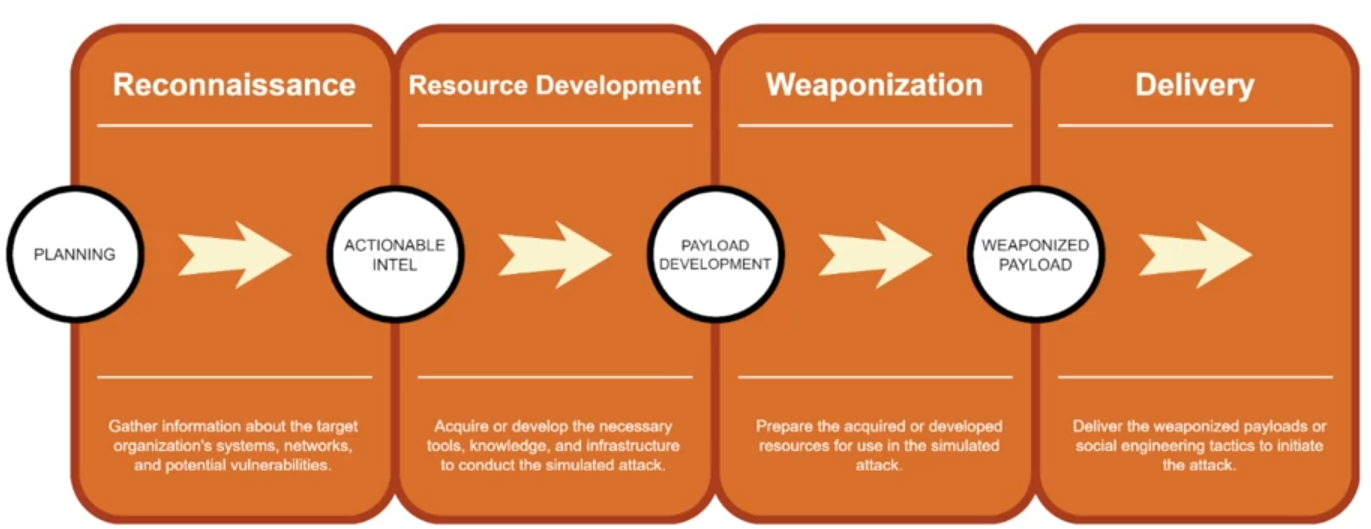 Reconnaissance
Resource Development
Weaponization
Delivery
PLANNING
ACTIONABLE
INTEL
PAYLOAD
DEVELOPMENT
WEAPONIZED
PAYLOAD
Gather information about the target
organization's systems, networks,
and potential vulnerabilities.
Acquire or develop the necessary
tools, knowledge, and infrastructure
to conduct the simulated attack.
Prepare the acquired or developed
resources for use in the simulated
attack.
Deliver the weaponized payloads or
social engineering tactics to initiate
the attack.